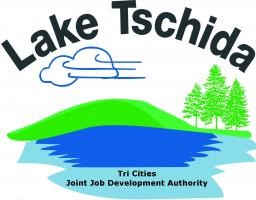 Lake Tschida
Tri Cities
Joint Job Development Authority